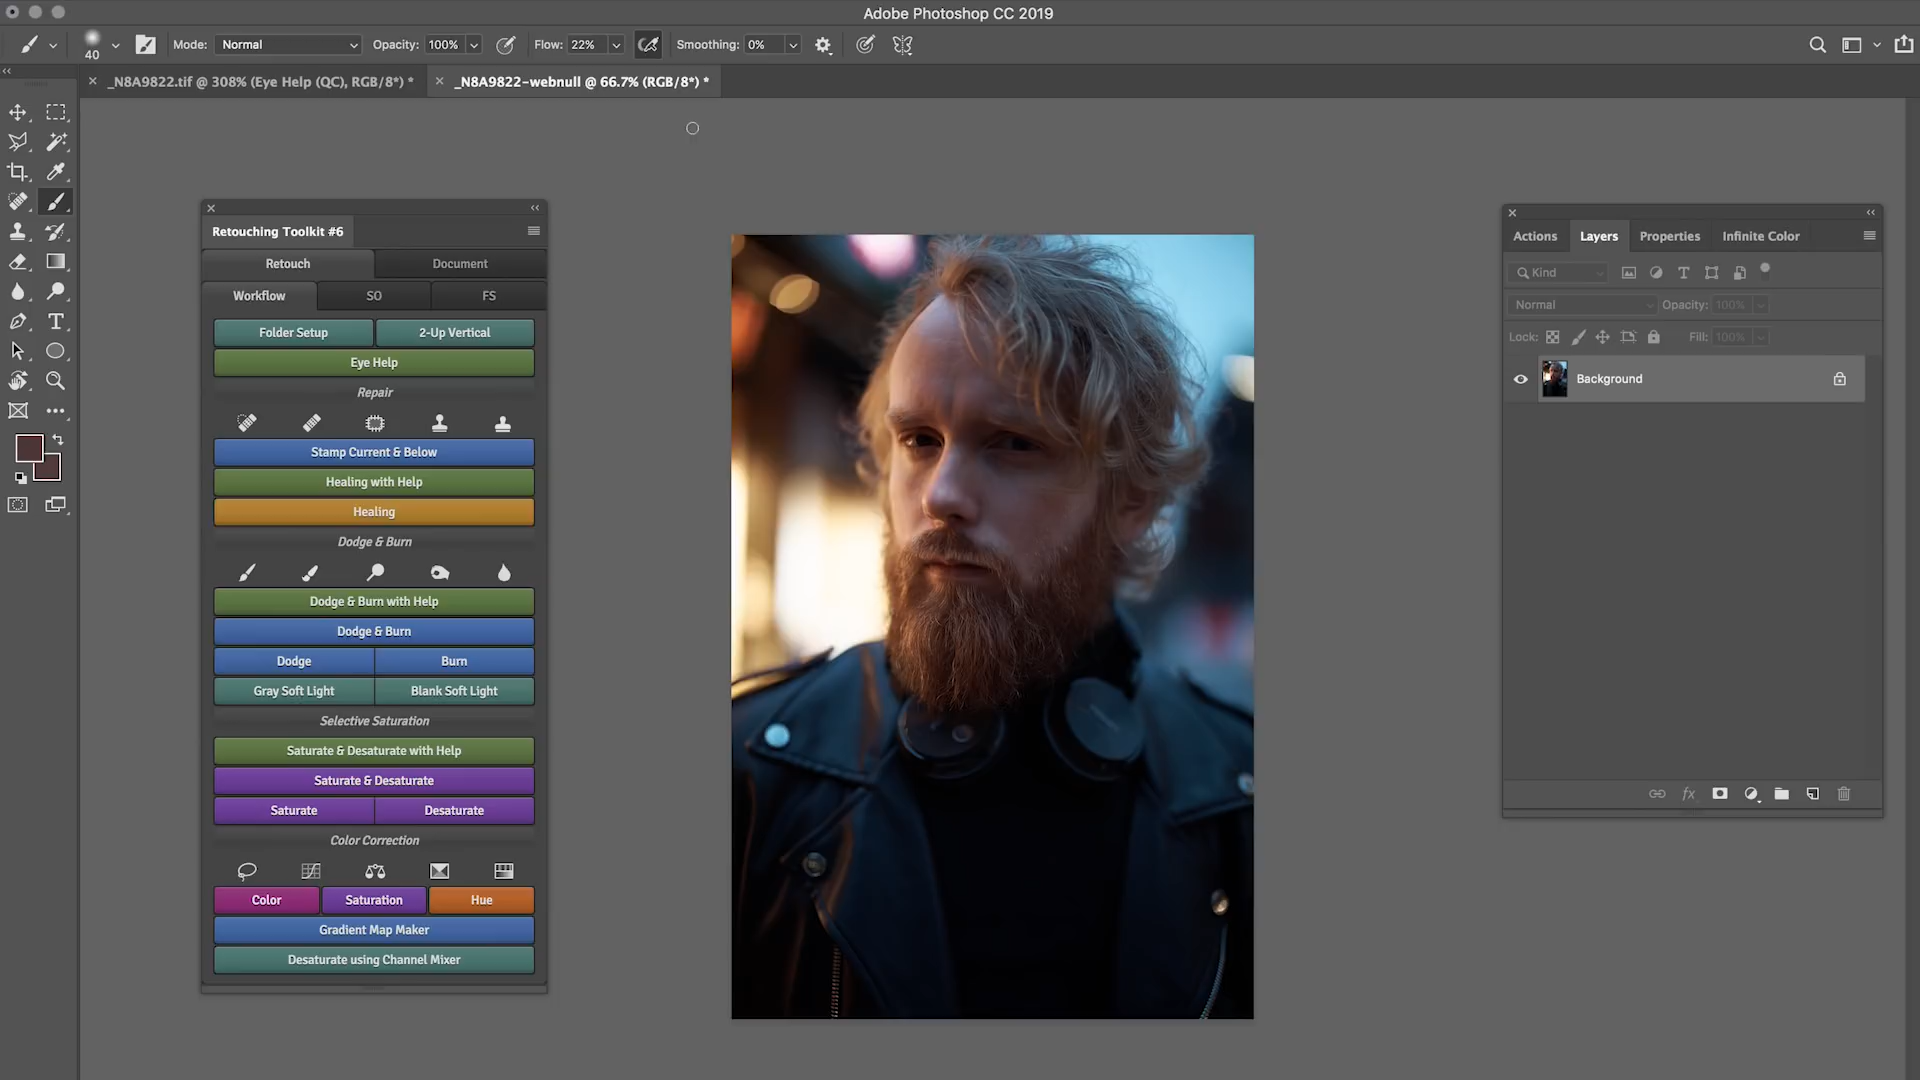 Adobe Photoshop CC 2019
40
Mode: Normal Opacity: 100% Flow: 22% Smoothing: 0%
_N8A9822.tif @ 308% (Eye Help (QC), RGB/8*) *
_N8A9822-webnull @ 66.7% (RGB/8*) *
Retouching Toolkit #6
Retouch Document
Workflow SO FS
Folder Setup 2-Up Vertical
Eye Help
Repair
Stamp Current & Below
Healing with Help
Healing
Dodge & Burn
Dodge & Burn with Help
Dodge & Burn
Dodge Burn
Gray Soft Light Blank Soft Light
Selective Saturation
Saturate & Desaturate with Help
Saturate & Desaturate
Saturate Desaturate
Color Correction
Color Saturation Hue
Gradient Map Maker
Desaturate using Channel Mixer
Actions Layers Properties Infinite Color
Kind
Normal Opacity: 100%
Lock: Fill: 100%
Background
fx